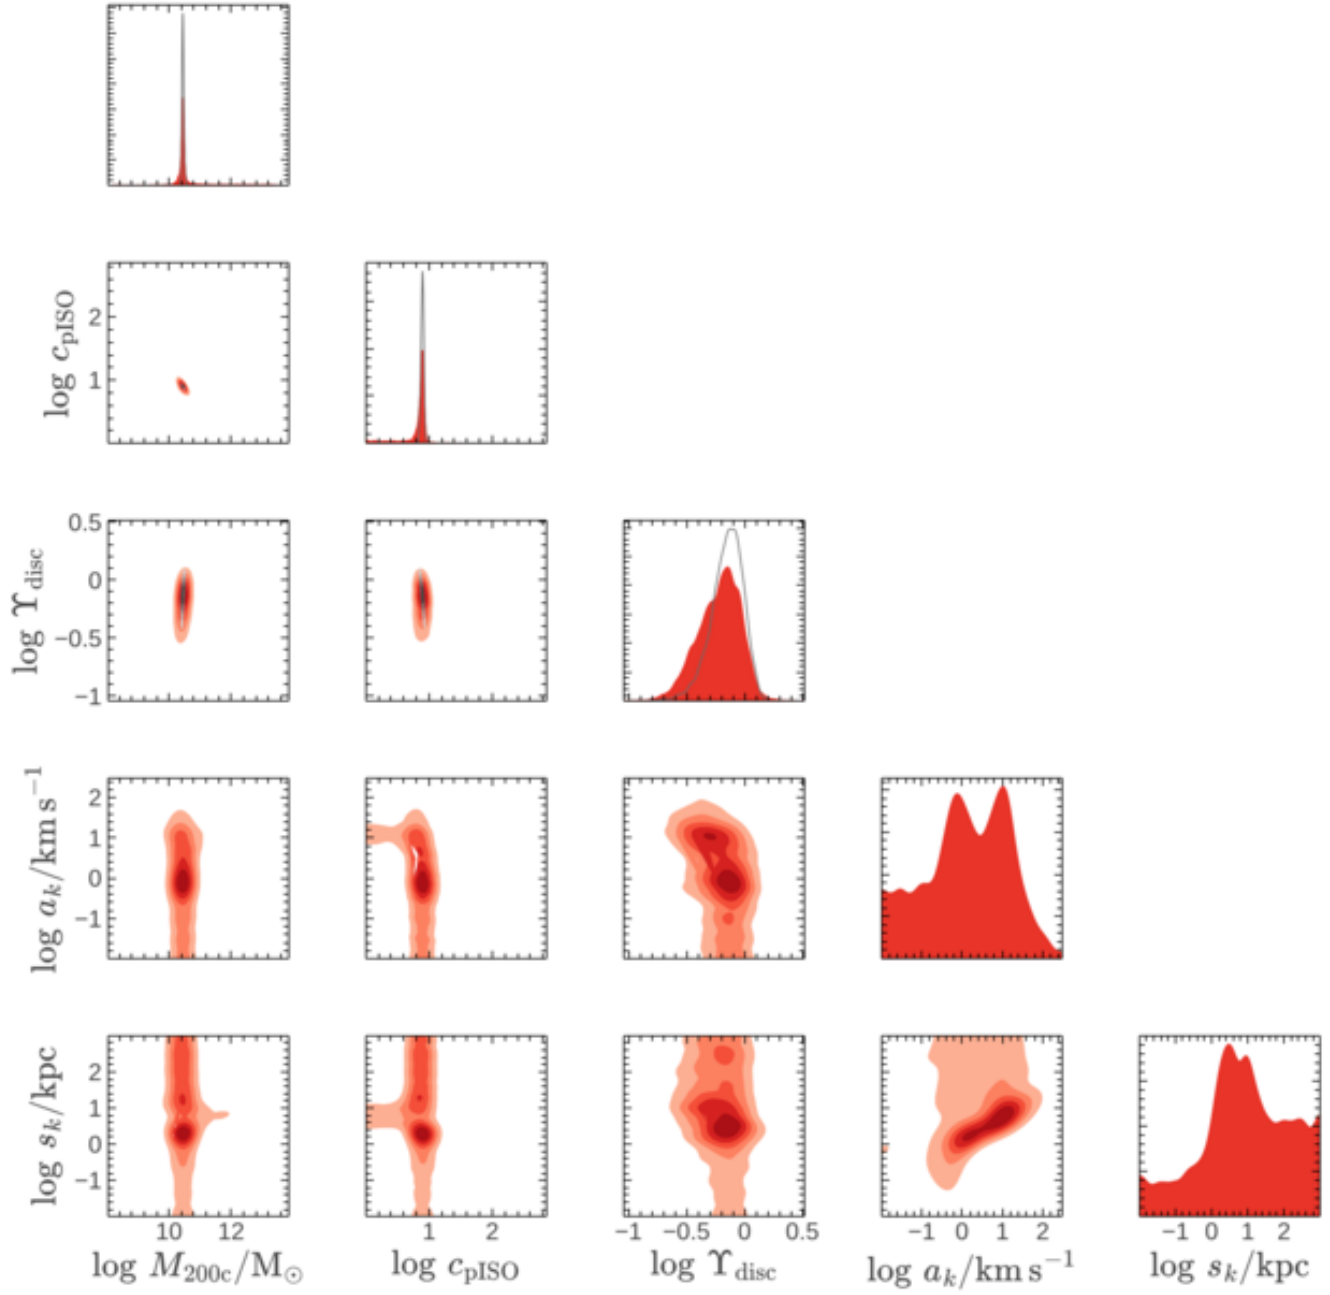 log c_pISO
2
1
log ϒ_disc
0.5
0
−0.5
−1
log a_k/km s⁻¹
2
1
0
−1
log s_k/kpc
2
1
0
−1
10 12
1 2
−1 −0.5 0 0.5
−1 0 1 2
−1 0 1 2
log M_200c/M_⊙
log c_pISO
log ϒ_disc
log a_k/km s⁻¹
log s_k/kpc